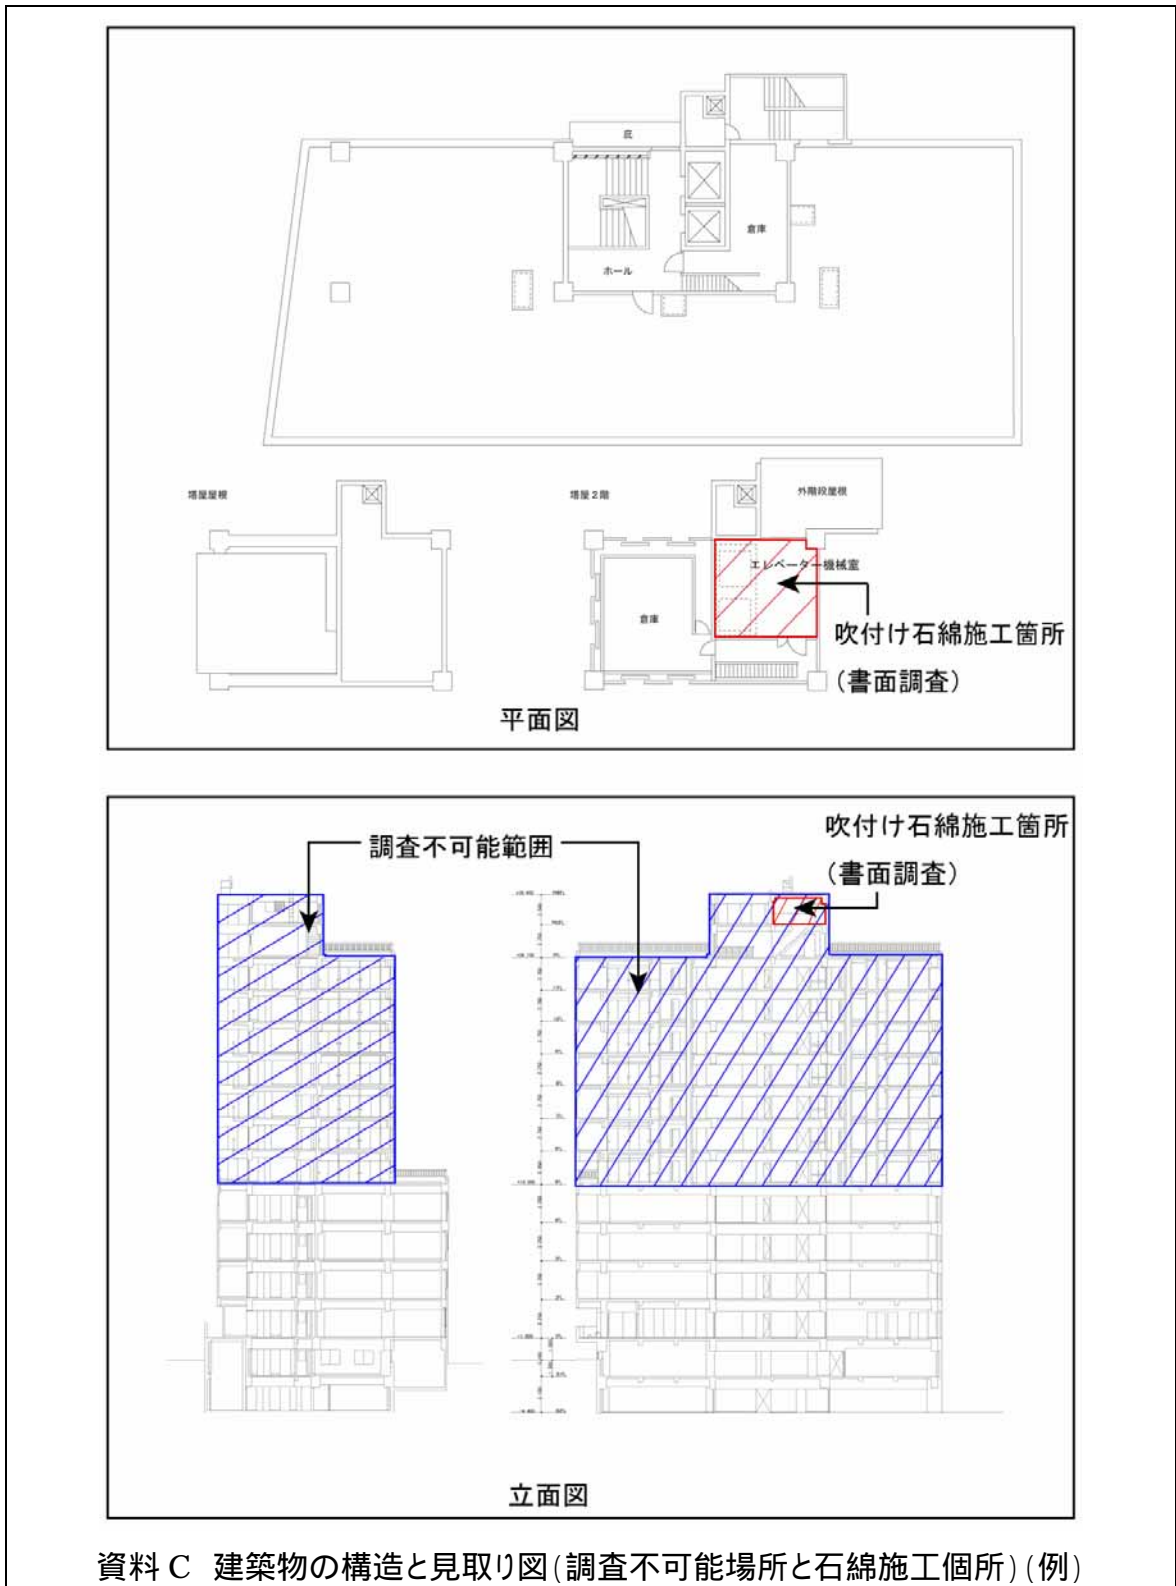 庇
倉庫
ホール
塔屋屋根
塔屋2階
外階段屋根
エレベーター機械室
倉庫
吹付け石綿施工箇所
(書面調査)
平面図
調査不可能範囲
吹付け石綿施工箇所
(書面調査)
立面図
資料 C 建築物の構造と見取り図(調査不可能場所と石綿施工個所)(例)